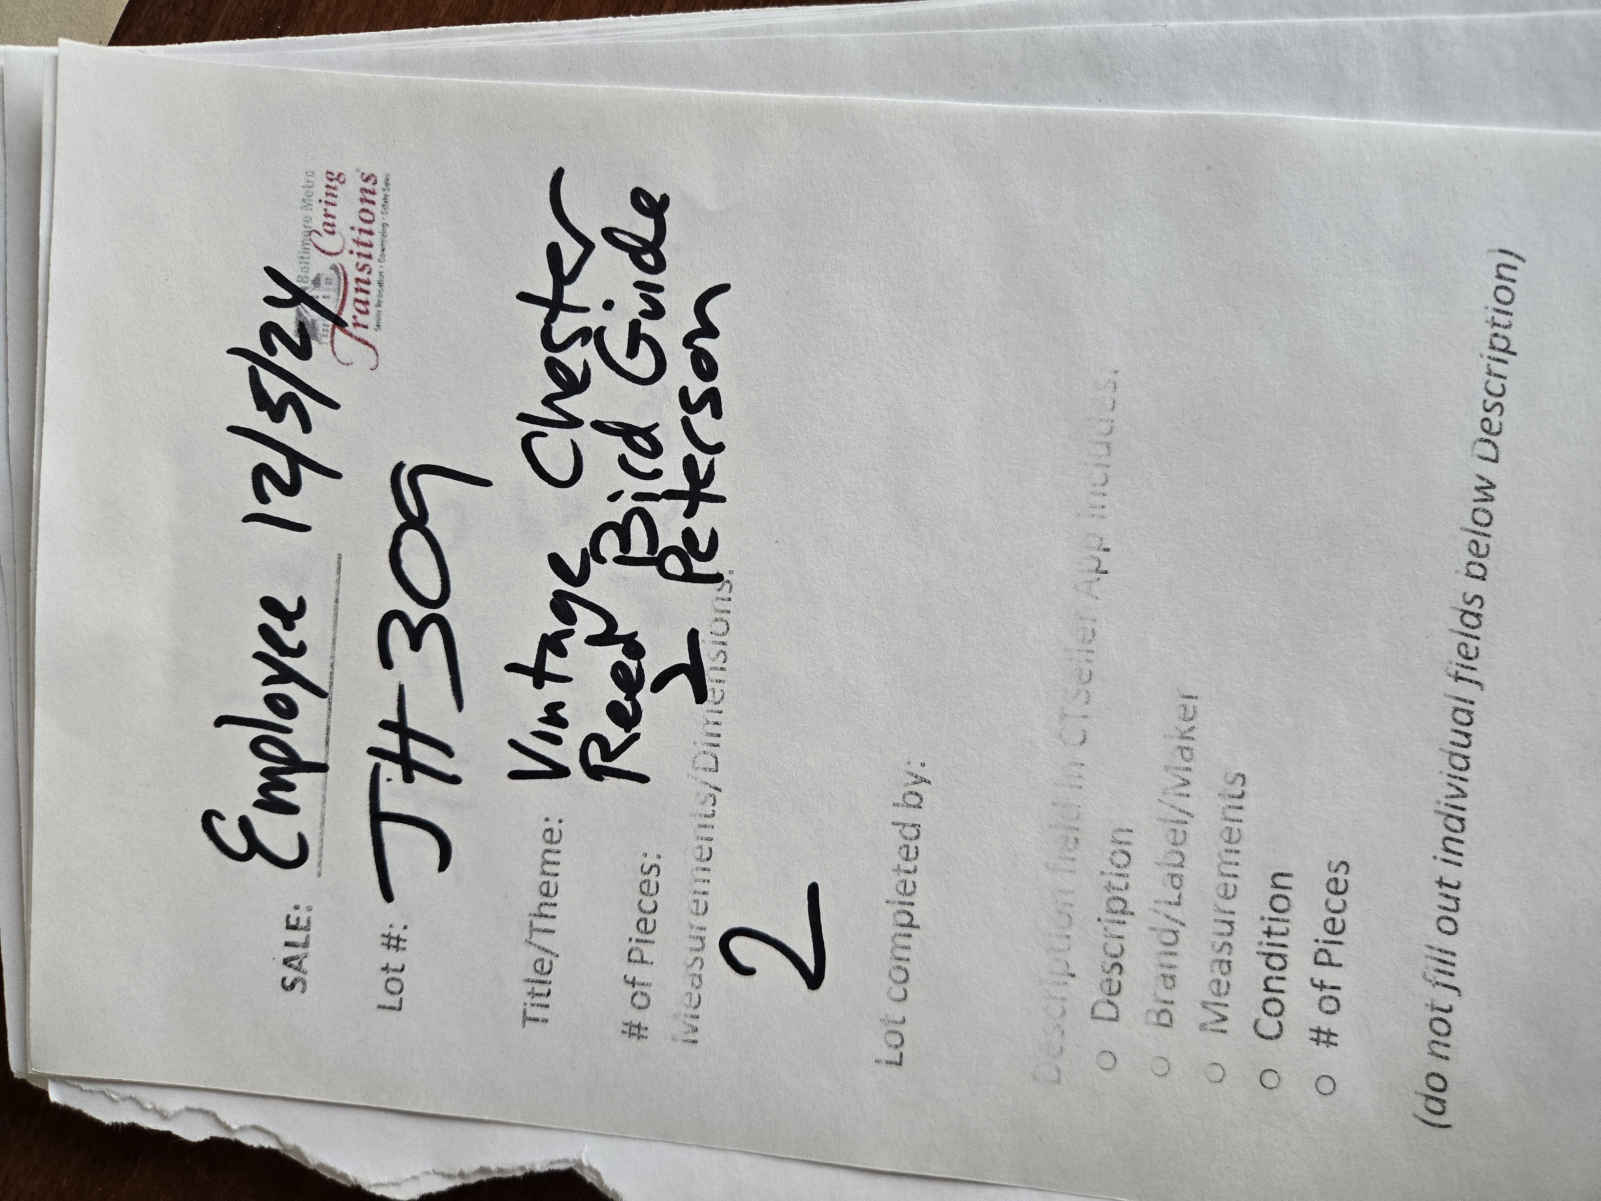 Baltimore Metro
Caring
Transitions
SALE: Employee 12/5/24
Lot #: JH 309
Title/Theme: Vintage Chester
Reed Bird Guide
# of Pieces:
Peterson
Measurements/Dimensions:
2
Lot completed by:
Description field in CTSeller App includes:
○ Description
○ Brand/Label/Maker
○ Measurements
○ Condition
○ # of Pieces
(do not fill out individual fields below Description)